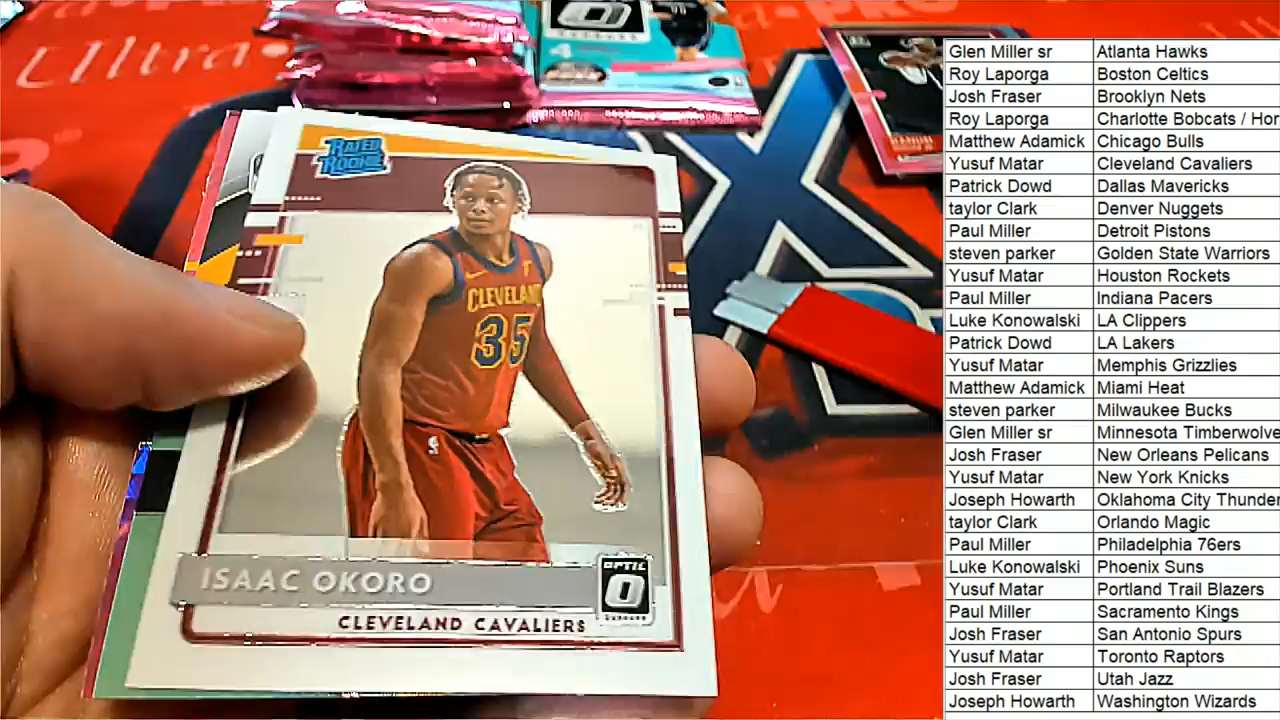 Ultra·PRO
PRO
O
4
RATED
ROOKIE
CLEVELAND
35
ISAAC OKORO
OPTIC
O
CLEVELAND CAVALIERS
Glen Miller sr Atlanta Hawks
Roy Laporga Boston Celtics
Josh Fraser Brooklyn Nets
Roy Laporga Charlotte Bobcats / Hor
Matthew Adamick Chicago Bulls
Yusuf Matar Cleveland Cavaliers
Patrick Dowd Dallas Mavericks
taylor Clark Denver Nuggets
Paul Miller Detroit Pistons
steven parker Golden State Warriors
Yusuf Matar Houston Rockets
Paul Miller Indiana Pacers
Luke Konowalski LA Clippers
Patrick Dowd LA Lakers
Yusuf Matar Memphis Grizzlies
Matthew Adamick Miami Heat
steven parker Milwaukee Bucks
Glen Miller sr Minnesota Timberwolve
Josh Fraser New Orleans Pelicans
Yusuf Matar New York Knicks
Joseph Howarth Oklahoma City Thunder
taylor Clark Orlando Magic
Paul Miller Philadelphia 76ers
Luke Konowalski Phoenix Suns
Yusuf Matar Portland Trail Blazers
Paul Miller Sacramento Kings
Josh Fraser San Antonio Spurs
Yusuf Matar Toronto Raptors
Josh Fraser Utah Jazz
Joseph Howarth Washington Wizards